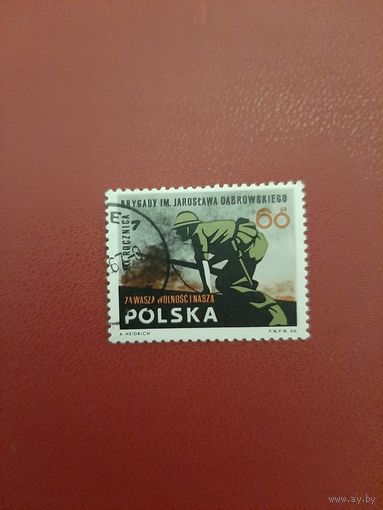 BRYGADY IM. JAROSŁAWA DĄBROWSKIEGO
ROCZNICA
60
ZA WASZĄ WOLNOŚĆ I NASZĄ
POLSKA
A. HEIDRICH
P.W.P.W. 66.
www.ay.by